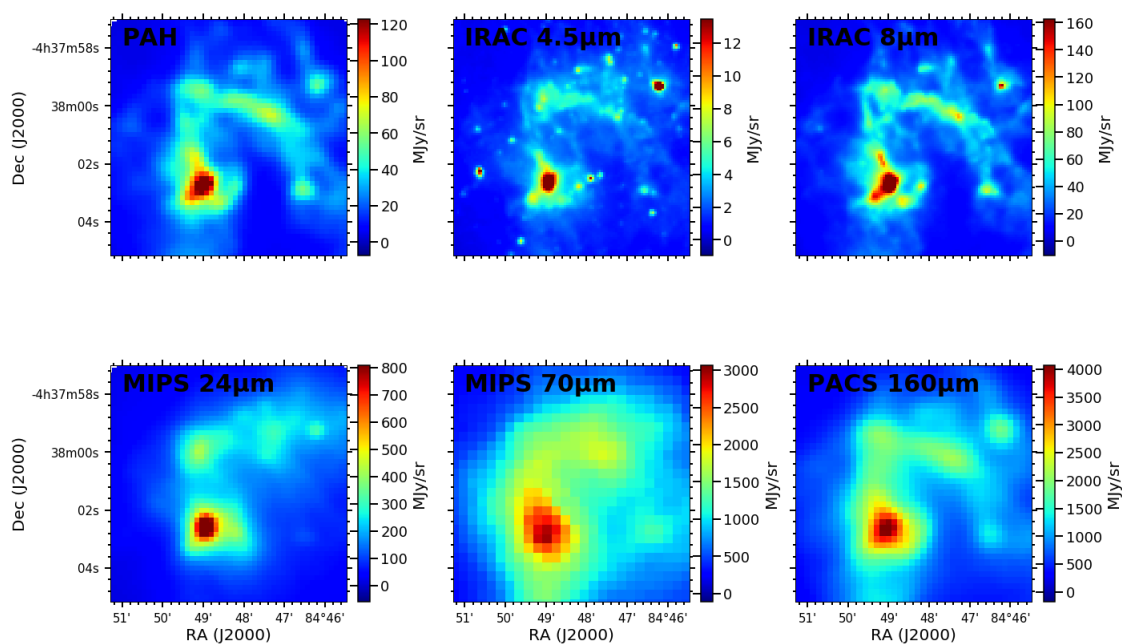 PAH
IRAC 4.5μm
IRAC 8μm
Dec (J2000)
-4h37m58s
38m00s
02s
04s
120
100
80
60
40
20
0
MJy/sr
12
10
8
6
4
2
0
MJy/sr
160
140
120
100
80
60
40
20
0
MJy/sr
MIPS 24μm
MIPS 70μm
PACS 160μm
Dec (J2000)
-4h37m58s
38m00s
02s
04s
800
700
600
500
400
300
200
100
0
MJy/sr
3000
2500
2000
1500
1000
500
0
MJy/sr
4000
3500
3000
2500
2000
1500
1000
500
0
MJy/sr
51' 50' 49' 48' 47' 84°46'
51' 50' 49' 48' 47' 84°46'
51' 50' 49' 48' 47' 84°46'
RA (J2000)
RA (J2000)
RA (J2000)